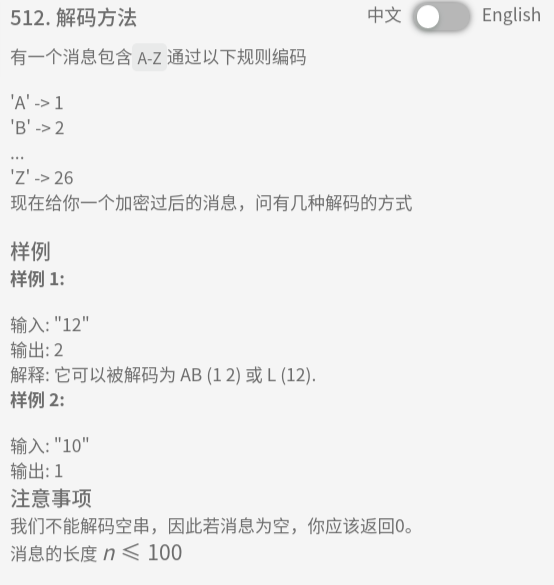 512. 解码方法
中文 English
有一个消息包含 A-Z 通过以下规则编码
'A' -> 1
'B' -> 2
...
'Z' -> 26
现在给你一个加密过后的消息，问有几种解码的方式
样例
样例 1:
输入: "12"
输出: 2
解释: 它可以被解码为 AB (1 2) 或 L (12).
样例 2:
输入: "10"
输出: 1
注意事项
我们不能解码空串，因此若消息为空，你应该返回0。
消息的长度 n ⩽ 100